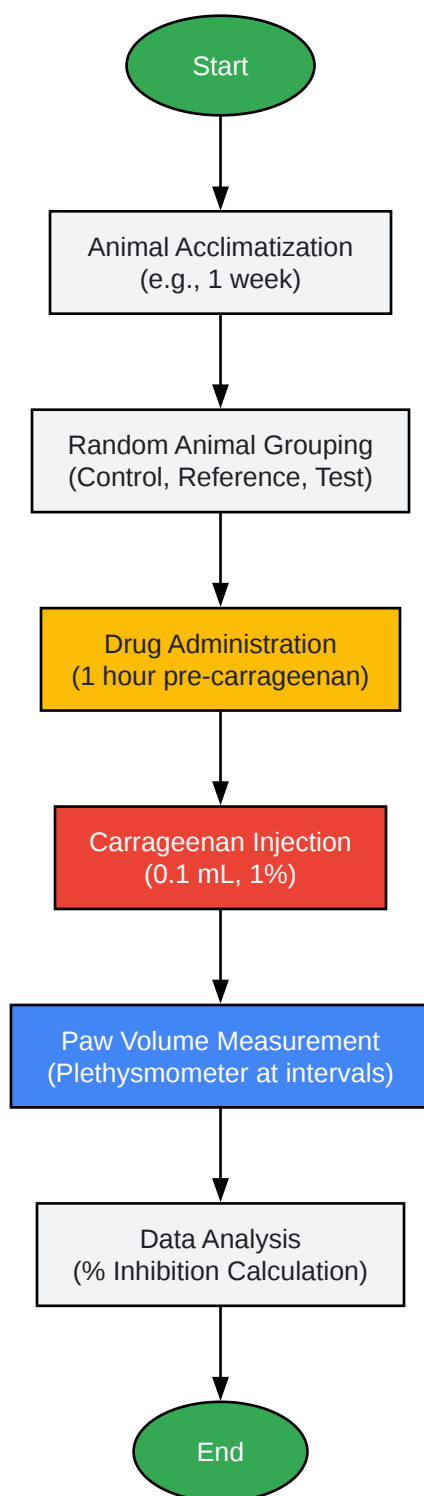 Start
Animal Acclimatization
(e.g., 1 week)
Random Animal Grouping
(Control, Reference, Test)
Drug Administration
(1 hour pre-carrageenan)
Carrageenan Injection
(0.1 mL, 1%)
Paw Volume Measurement
(Plethysmometer at intervals)
Data Analysis
(% Inhibition Calculation)
End